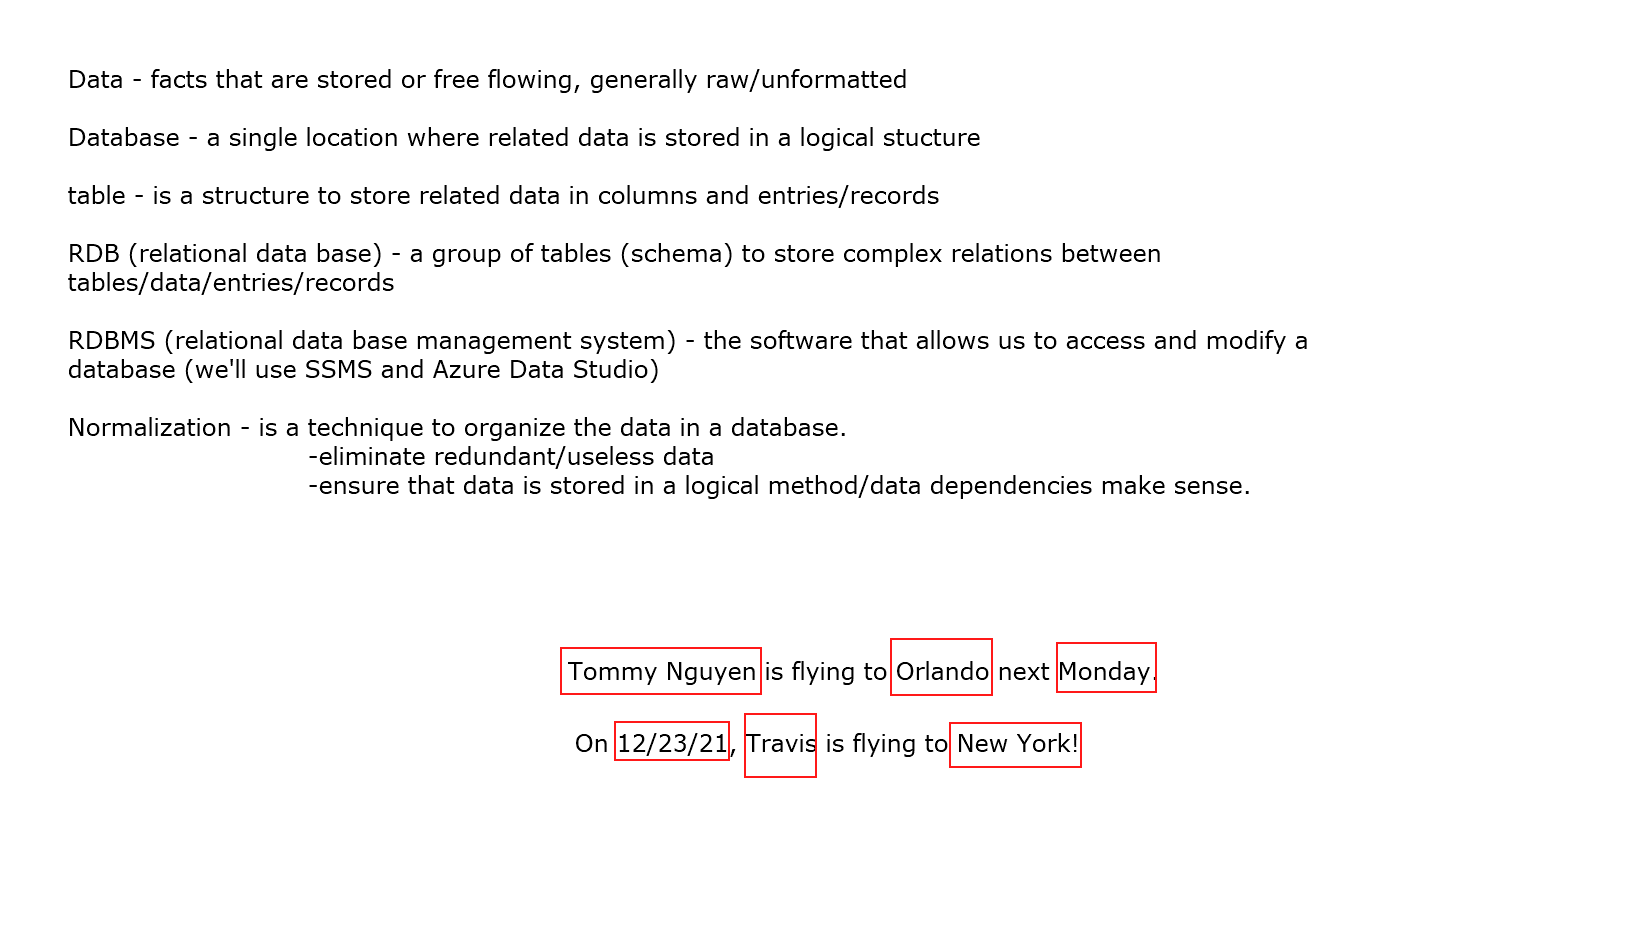 Data - facts that are stored or free flowing, generally raw/unformatted
Database - a single location where related data is stored in a logical stucture
table - is a structure to store related data in columns and entries/records
RDB (relational data base) - a group of tables (schema) to store complex relations between
tables/data/entries/records
RDBMS (relational data base management system) - the software that allows us to access and modify a
database (we'll use SSMS and Azure Data Studio)
Normalization - is a technique to organize the data in a database.
-eliminate redundant/useless data
-ensure that data is stored in a logical method/data dependencies make sense.
Tommy Nguyen is flying to Orlando next Monday.
On 12/23/21, Travis is flying to New York!